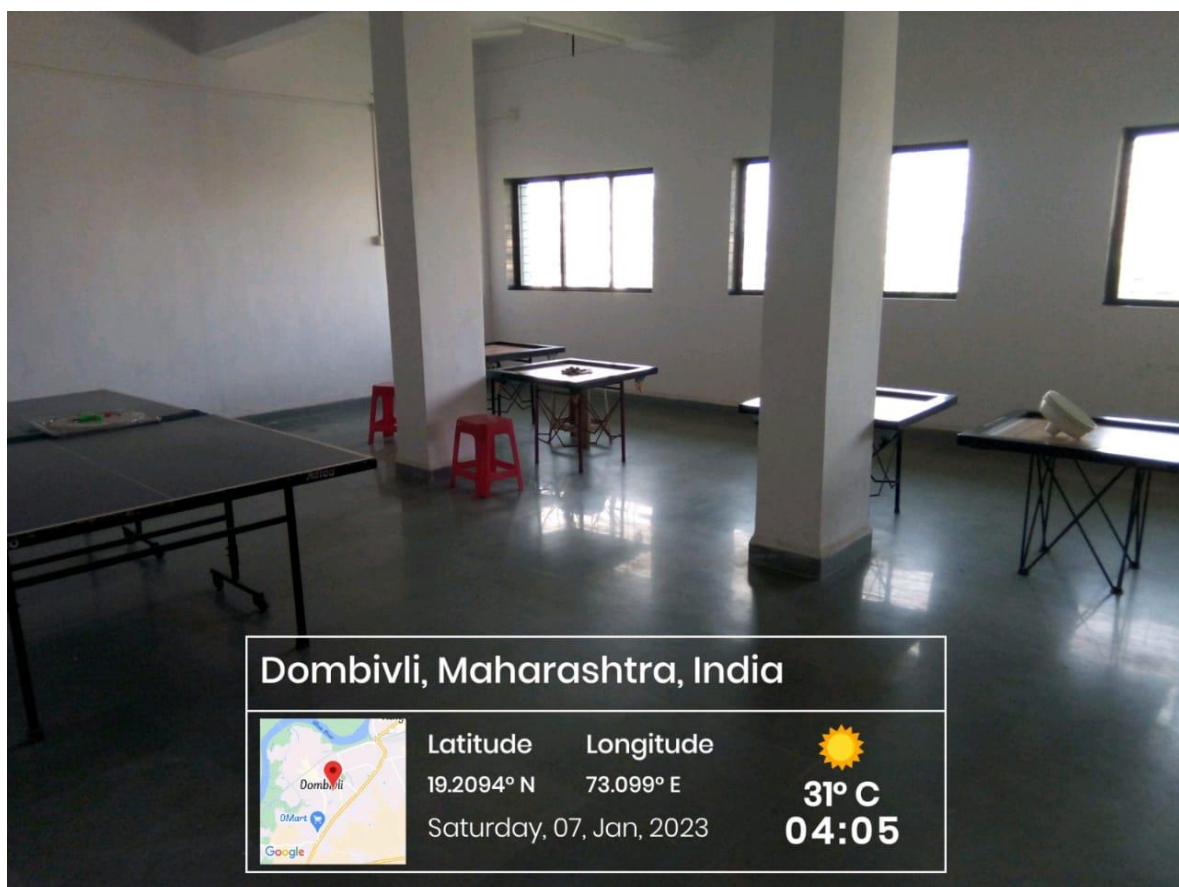 Dombivli, Maharashtra, India
Latitude Longitude
19.2094° N 73.099° E
Saturday, 07, Jan, 2023
31° C
04:05
Dombivli
DMart
Google